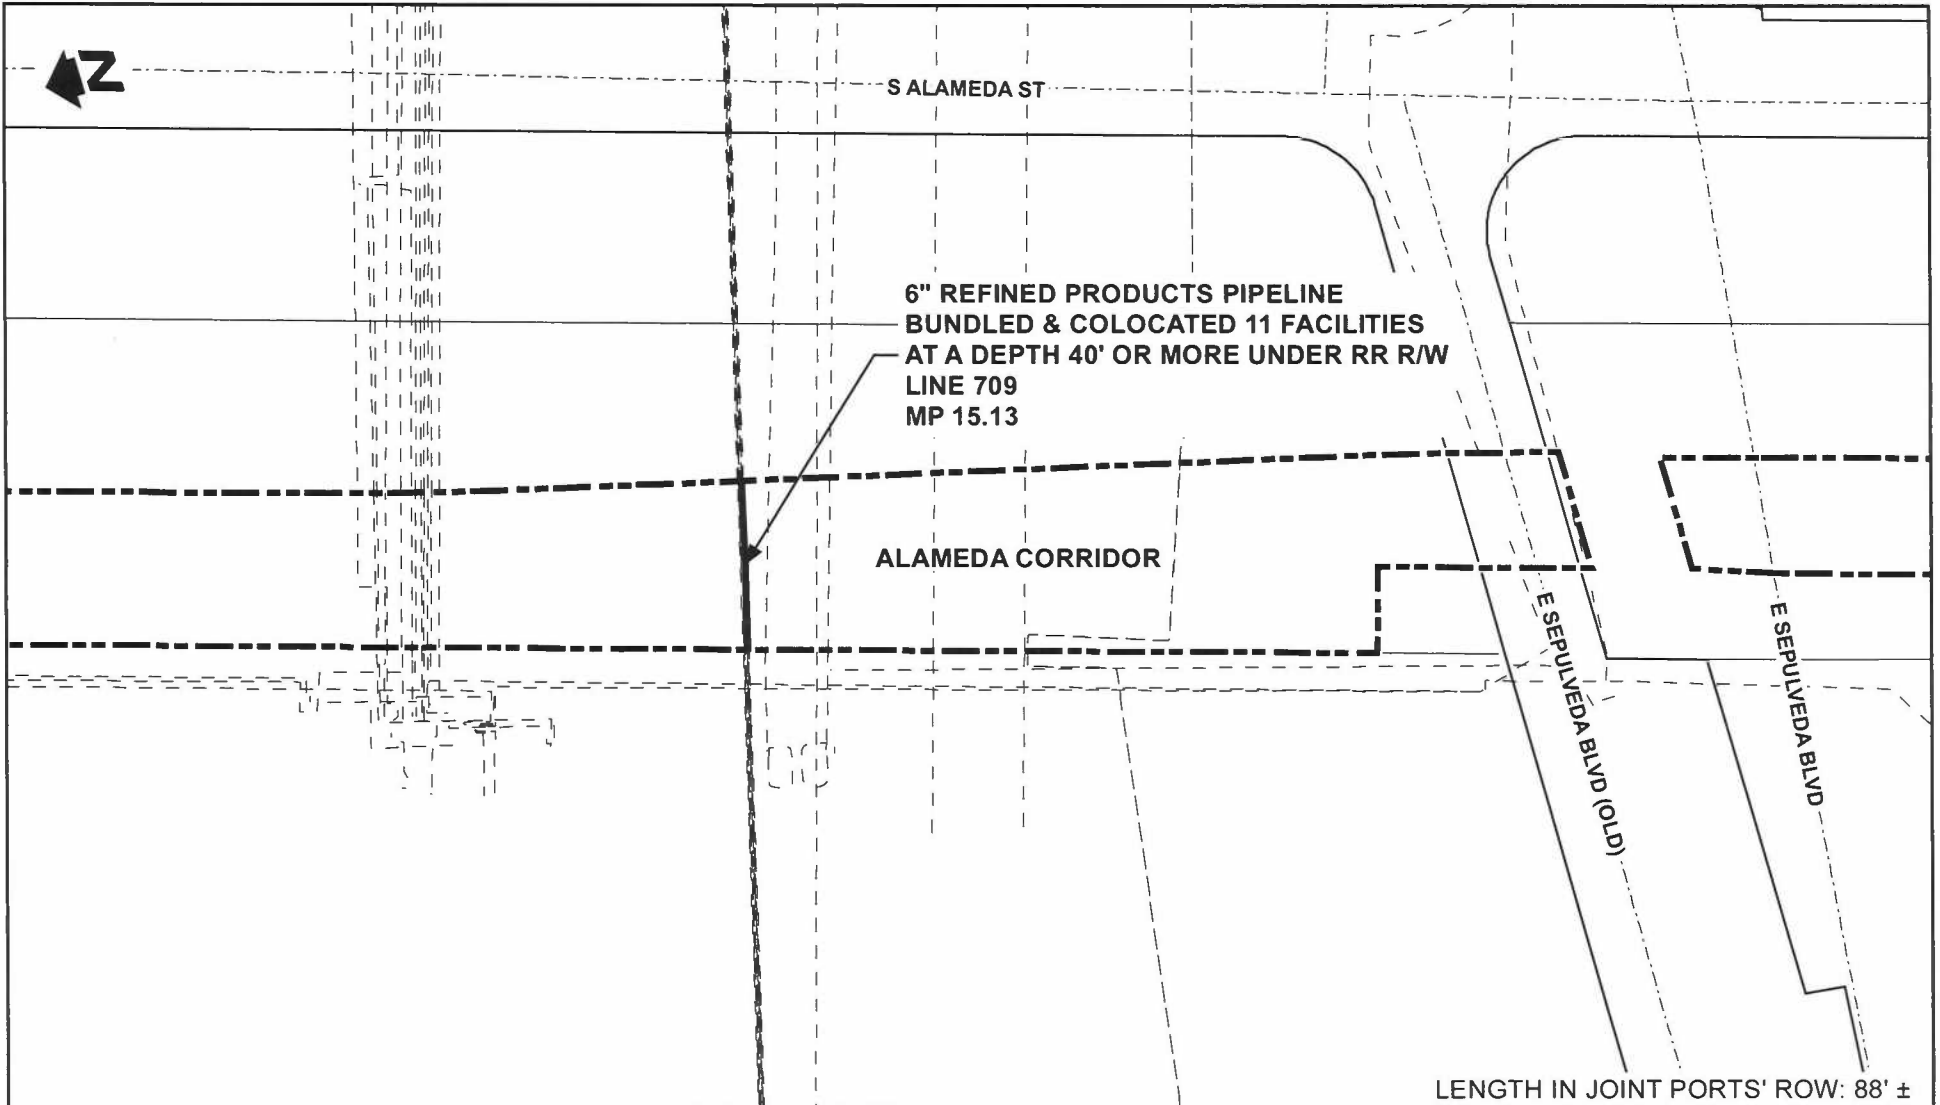 N
S ALAMEDA ST
6" REFINED PRODUCTS PIPELINE
BUNDLED & COLOCATED 11 FACILITIES
AT A DEPTH 40' OR MORE UNDER RR R/W
LINE 709
MP 15.13
ALAMEDA CORRIDOR
E SEPULVEDA BLVD (OLD)
E SEPULVEDA BLVD
LENGTH IN JOINT PORTS' ROW: 88' ±